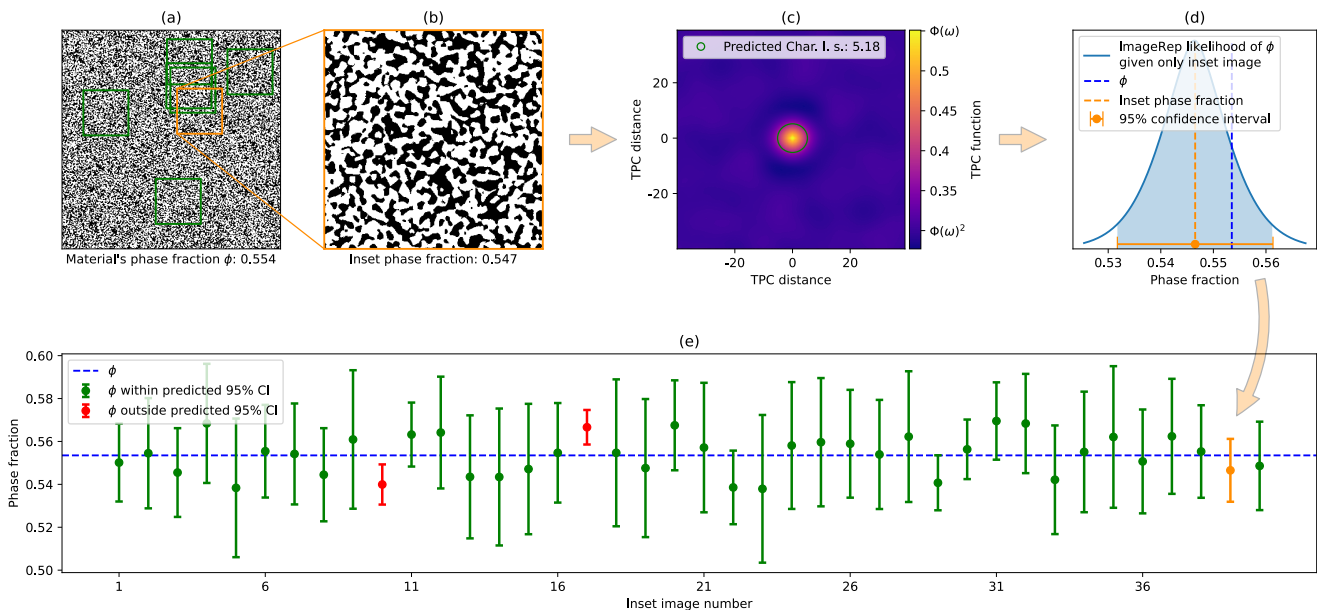 (a)
Material's phase fraction ϕ: 0.554
(b)
Inset phase fraction: 0.547
(c)
Predicted Char. l. s.: 5.18
TPC distance
20
0
−20
−20
0
20
TPC distance
Φ(ω)
0.5
0.45
0.4
0.35
Φ(ω)²
TPC function
(d)
ImageRep likelihood of ϕ
given only inset image
ϕ
Inset phase fraction
95% confidence interval
0.53
0.54
0.55
0.56
Phase fraction
(e)
ϕ
ϕ within predicted 95% CI
ϕ outside predicted 95% CI
Phase fraction
0.60
0.58
0.56
0.54
0.52
0.50
1
6
11
16
21
26
31
36
Inset image number